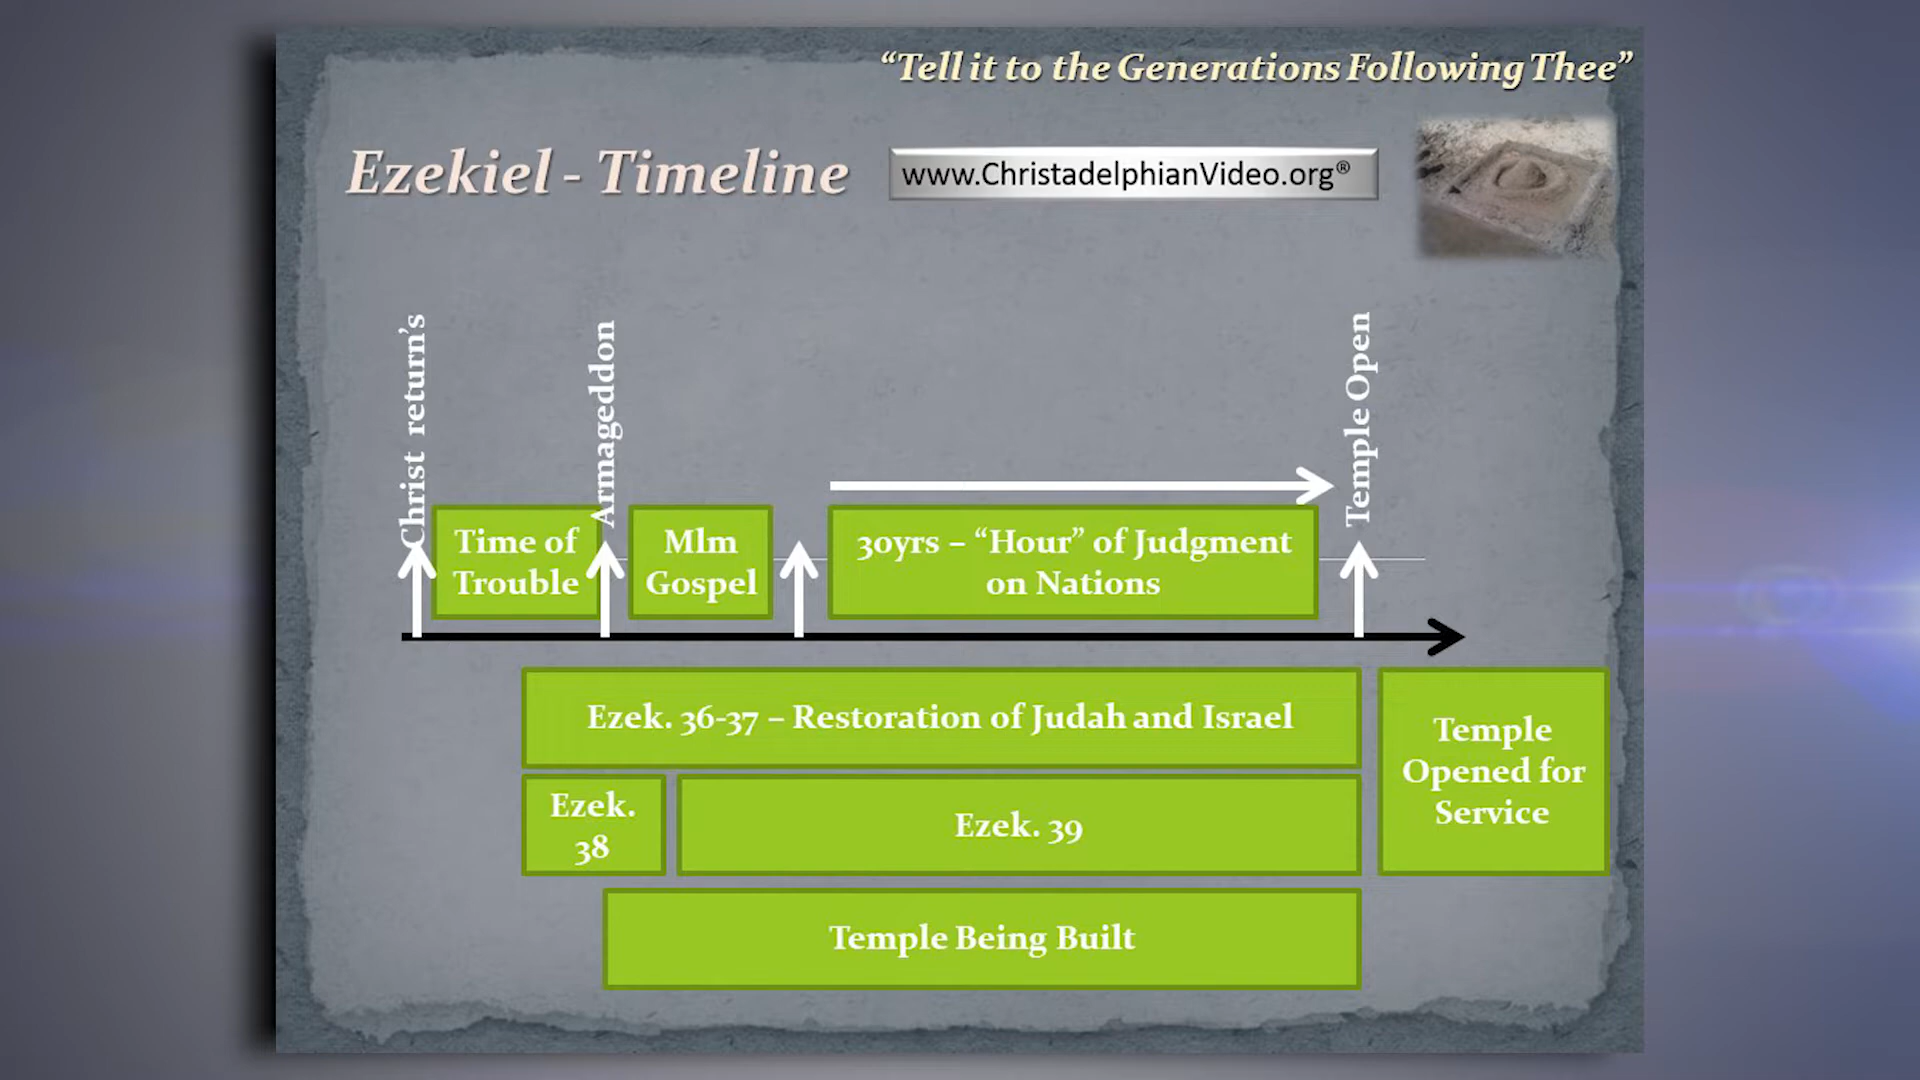 “Tell it to the Generations Following Thee”
Ezekiel - Timeline
www.ChristadelphianVideo.org®
Christ return’s
Armageddon
Temple Open
Time of
Trouble
Mlm
Gospel
30yrs – “Hour” of Judgment
on Nations
Ezek. 36-37 – Restoration of Judah and Israel
Temple
Opened for
Service
Ezek.
38
Ezek. 39
Temple Being Built